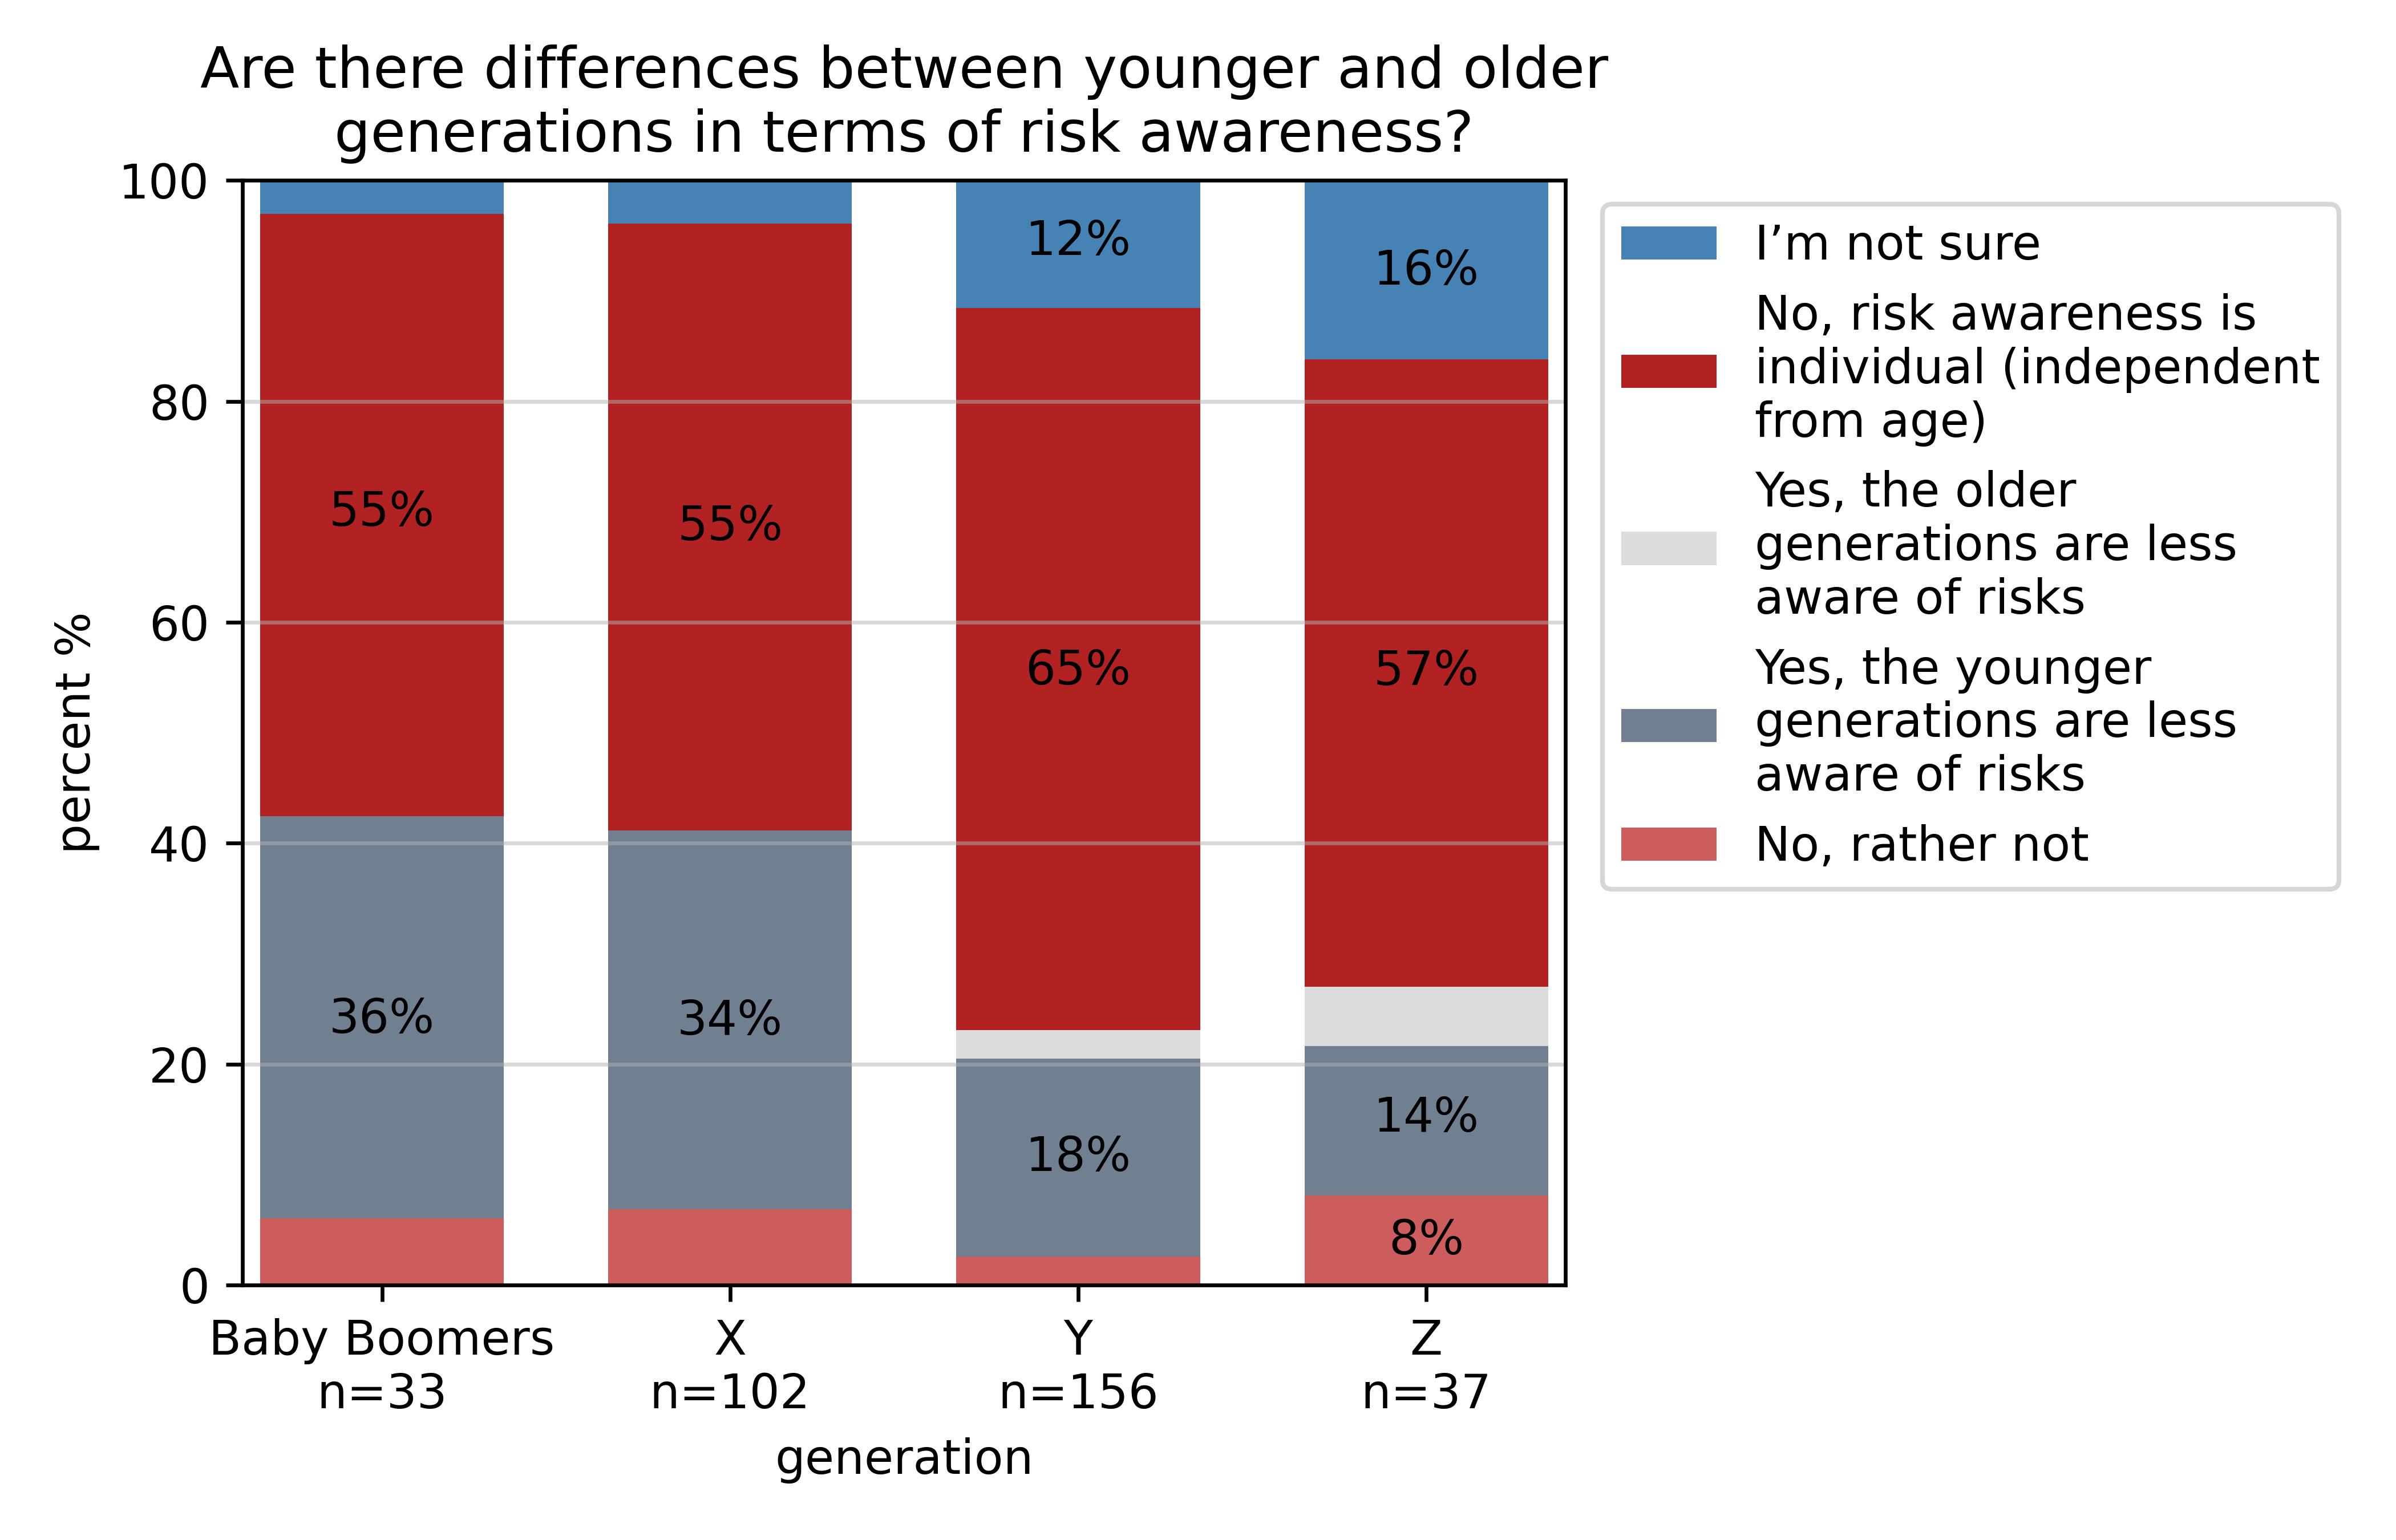 Are there differences between younger and older
generations in terms of risk awareness?
percent %
100
80
60
40
20
0
12%
16%
55%
55%
65%
57%
36%
34%
18%
14%
8%
Baby Boomers
n=33
X
n=102
Y
n=156
Z
n=37
generation
I’m not sure
No, risk awareness is
individual (independent
from age)
Yes, the older
generations are less
aware of risks
Yes, the younger
generations are less
aware of risks
No, rather not